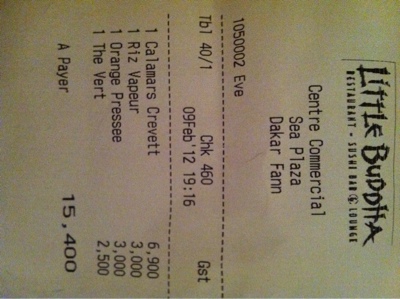 LITTLE BUDDHA
RESTAURANT - SUSHI BAR & LOUNGE
Centre Commercial
Sea Plaza
Dakar Fann
1050002 Eve
Tbl 40/1 Chk 460 Gst
09Feb'12 19:16
1 Calamars Crevett 6,900
1 Riz Vapeur 3,000
1 Orange Pressee 3,000
1 The Vert 2,500
A Payer 15,400